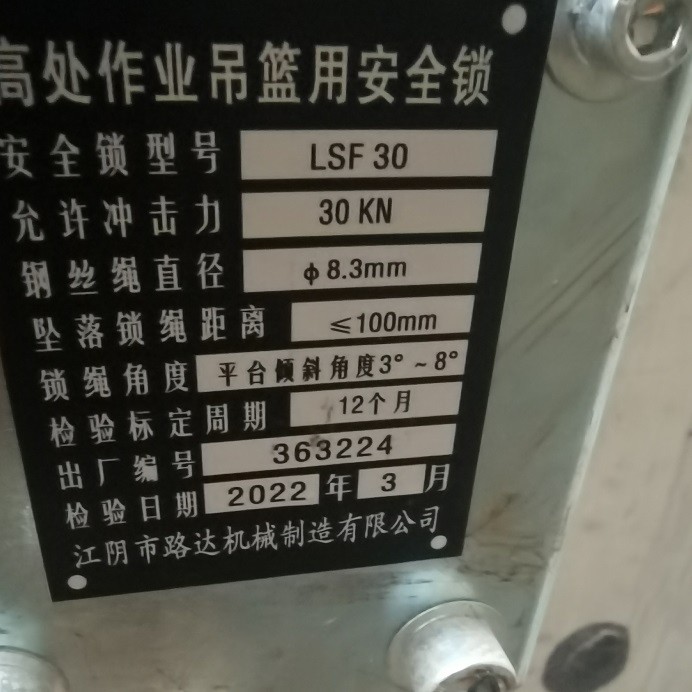 高处作业吊篮用安全锁
安全锁型号 LSF 30
允许冲击力 30 KN
钢丝绳直径 ф8.3mm
坠落锁绳距离 ≤100mm
锁绳角度 平台倾斜角度3°~8°
检验标定周期 12个月
出厂编号 363224
检验日期 2022 年 3 月
江阴市路达机械制造有限公司